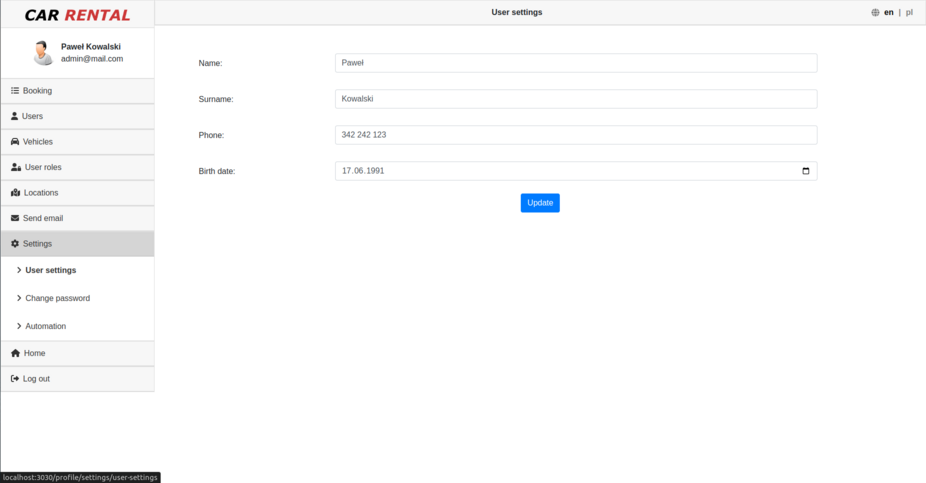 CAR RENTAL
User settings
en | pl
Paweł Kowalski
admin@mail.com
Booking
Users
Vehicles
User roles
Locations
Send email
Settings
User settings
Change password
Automation
Home
Log out
Name:
Paweł
Surname:
Kowalski
Phone:
342 242 123
Birth date:
17.06.1991
Update
localhost:3030/profile/settings/user-settings